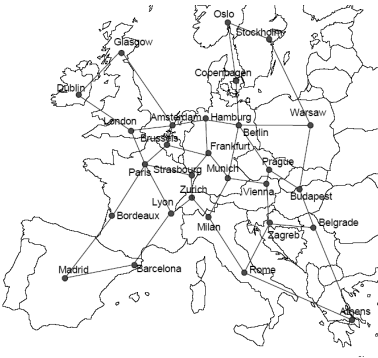 Oslo
Stockholm
Glasgow
Copenhagen
Dublin
London
Amsterdam
Hamburg
Warsaw
Berlin
Brussels
Frankfurt
Paris
Strasbourg
Munich
Prague
Zurich
Vienna
Budapest
Lyon
Bordeaux
Milan
Zagreb
Belgrade
Madrid
Barcelona
Rome
Athens